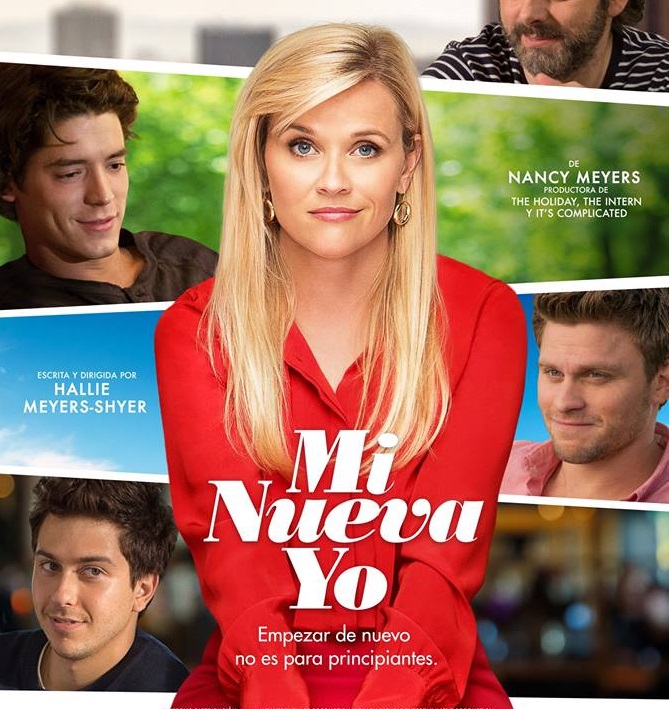 DE
NANCY MEYERS
PRODUCTORA DE
THE HOLIDAY, THE INTERN
Y IT'S COMPLICATED
ESCRITA Y DIRIGIDA POR
HALLIE
MEYERS-SHYER
Mi
Nueva
Yo
Empezar de nuevo
no es para principiantes.